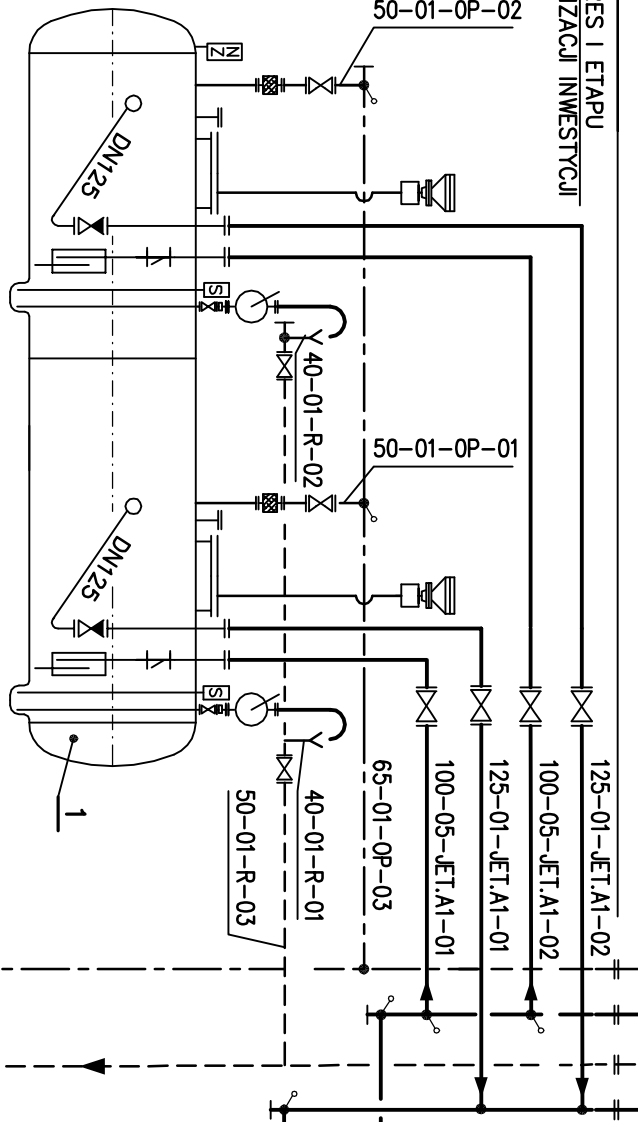 RES I ETAPU
IZACJI INWESTYCJI
50-01-OP-02
NZ
DN125
S
40-01-R-02
50-01-OP-01
DN125
S
1
125-01-JET.A1-02
100-05-JET.A1-02
125-01-JET.A1-01
100-05-JET.A1-01
65-01-OP-03
40-01-R-01
50-01-R-03